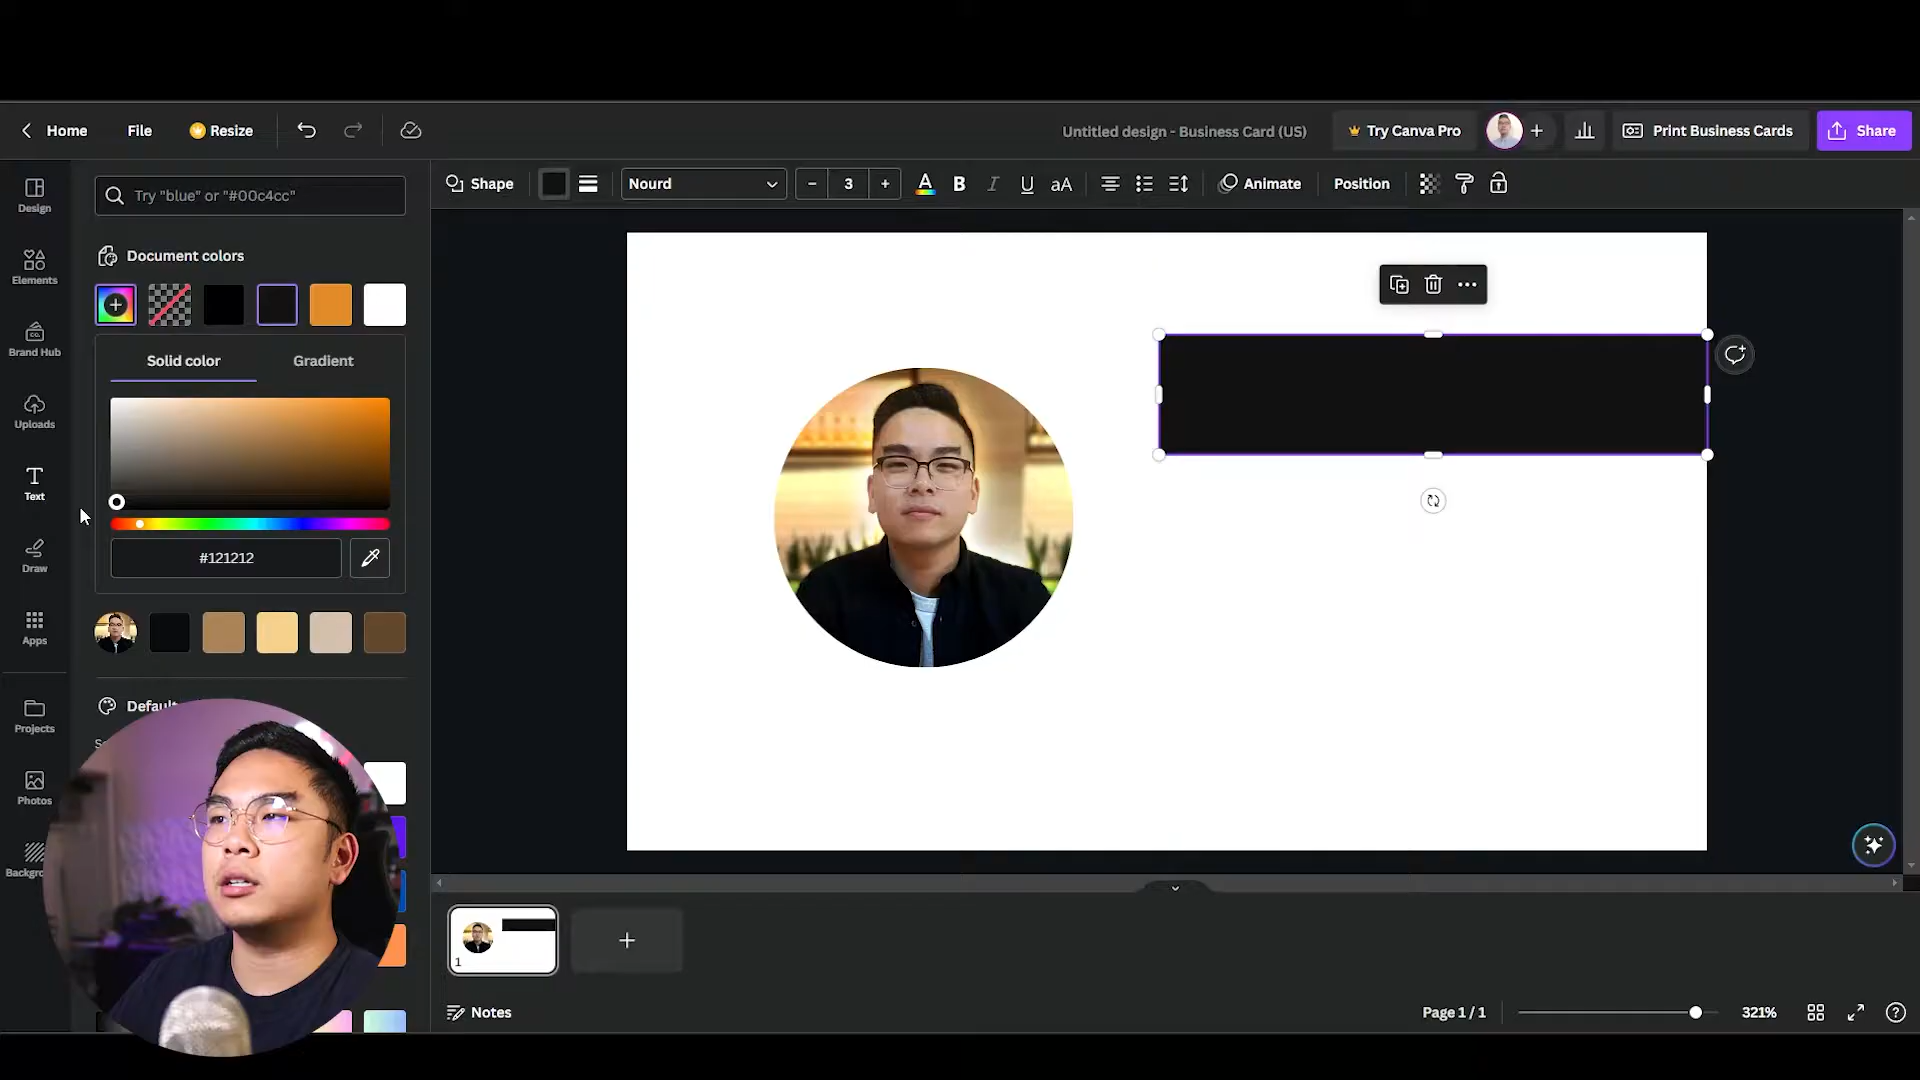 Home File Resize Untitled design - Business Card (US) Try Canva Pro Print Business Cards Share
Design
Try "blue" or "#00c4cc"
Shape Nourd 3 A B I U aA Animate Position
Document colors
Elements
Brand Hub
Solid color Gradient
Uploads
Text
#121212
Draw
Apps
Projects
Photos
1
Notes
Page 1 / 1 321%